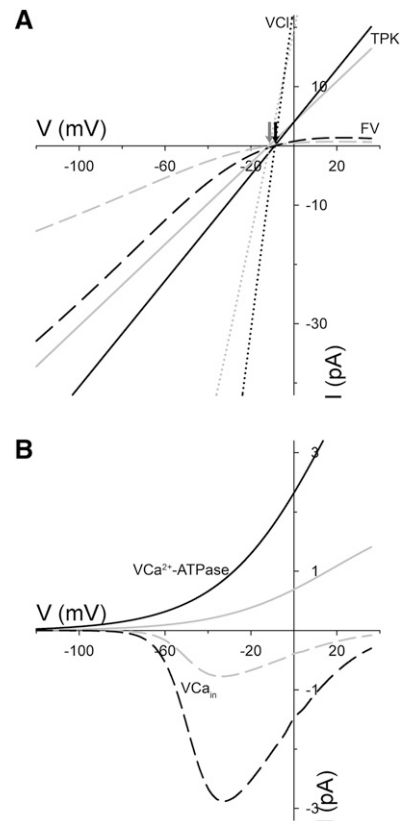 A
VCl
TPK
10
V (mV)
FV
-100
-60
-20
20
-10
-30
I (pA)
B
3
VCa²⁺-ATPase
1
V (mV)
-100
-60
-20
20
VCa_in
-1
-3
(pA)